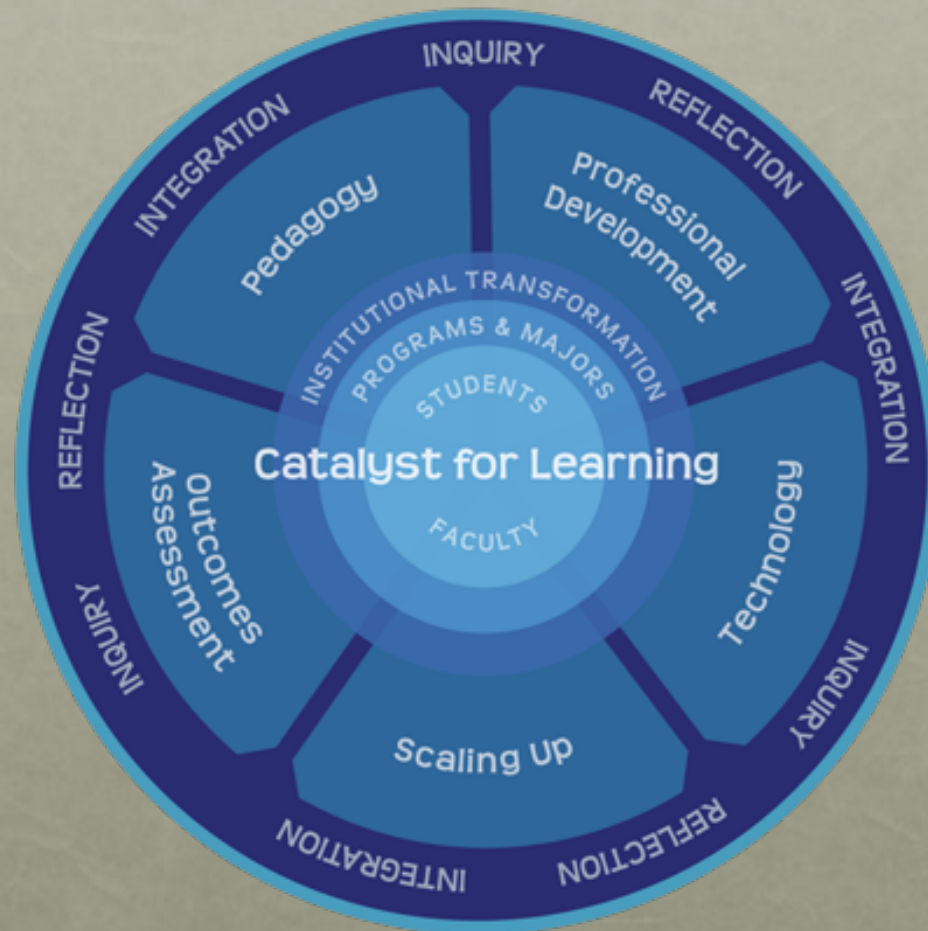 INQUIRY
REFLECTION
INTEGRATION
INQUIRY
REFLECTION
INTEGRATION
INQUIRY
REFLECTION
INTEGRATION
Pedagogy
Professional
Development
Technology
Scaling Up
Outcomes
Assessment
INSTITUTIONAL TRANSFORMATION
PROGRAMS & MAJORS
STUDENTS
Catalyst for Learning
FACULTY